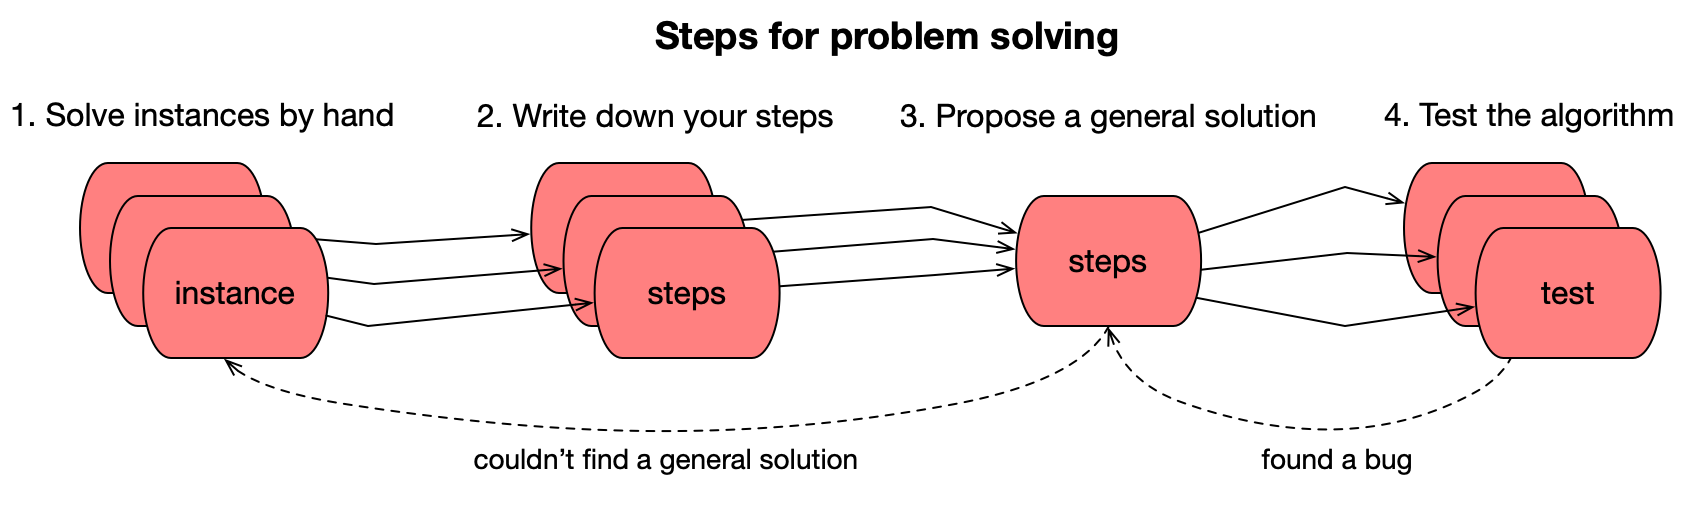 Steps for problem solving
1. Solve instances by hand
2. Write down your steps
3. Propose a general solution
4. Test the algorithm
instance
steps
steps
test
couldn’t find a general solution
found a bug